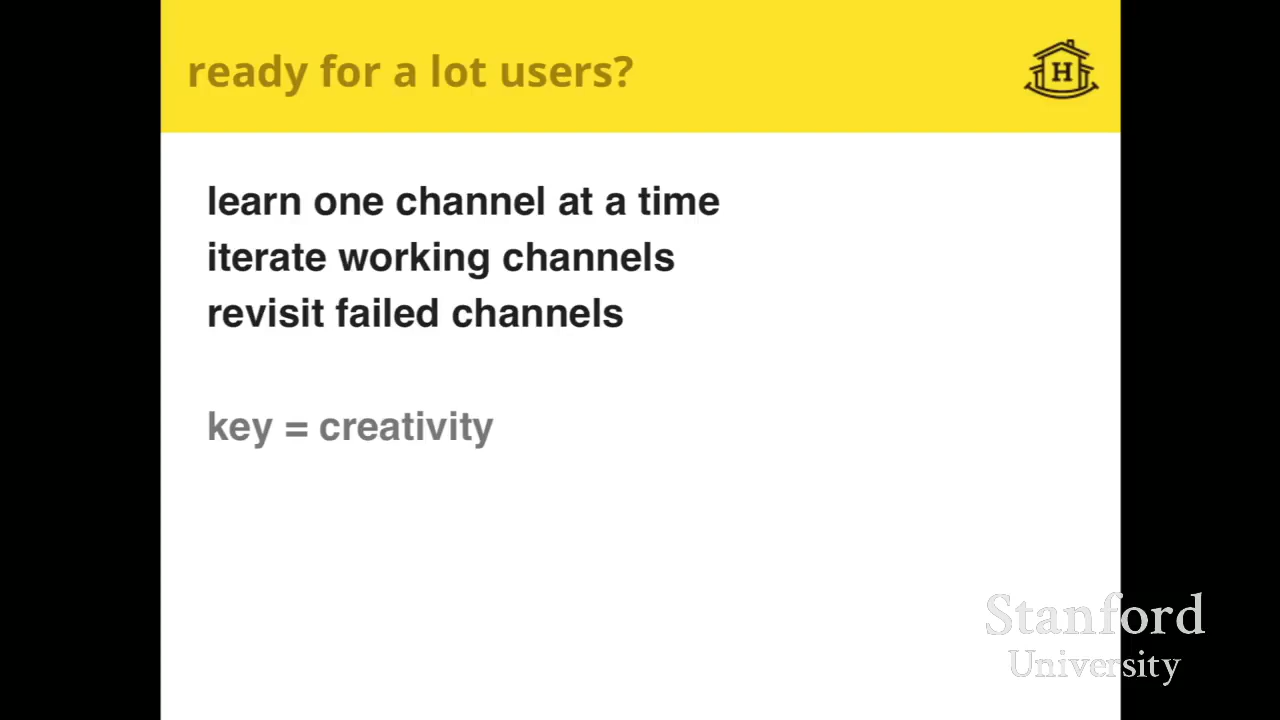 ready for a lot users?
H
learn one channel at a time
iterate working channels
revisit failed channels
key = creativity
Stanford
University